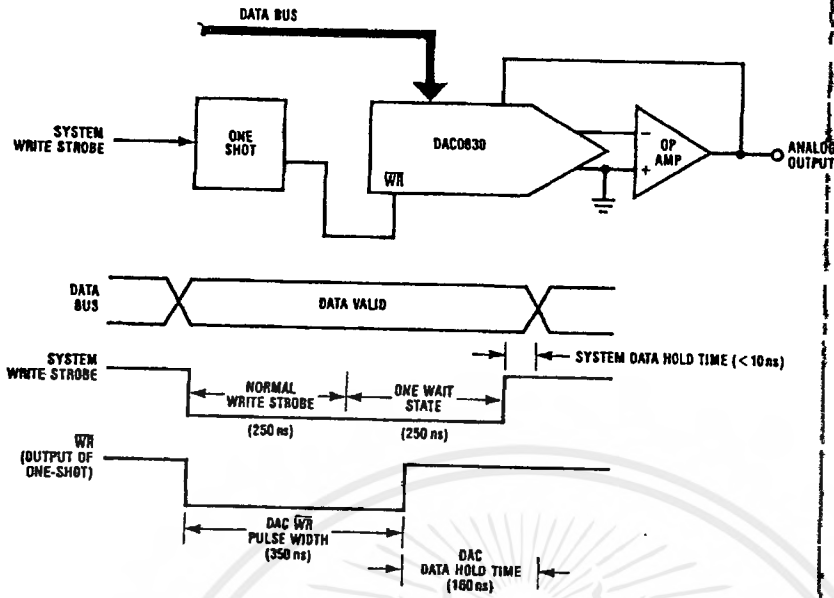 DATA BUS
SYSTEM
WRITE STROBE
ONE
SHOT
DAC0830
WR
OP
AMP
−
+
ANALOG
OUTPUT
DATA
BUS
DATA VALID
SYSTEM DATA HOLD TIME (<10ns)
SYSTEM
WRITE STROBE
NORMAL
WRITE STROBE
(250 ns)
ONE WAIT
STATE
(250 ns)
WR
(OUTPUT OF
ONE-SHOT)
DAC WR
PULSE WIDTH
(350 ns)
DAC
DATA HOLD TIME
(160 ns)